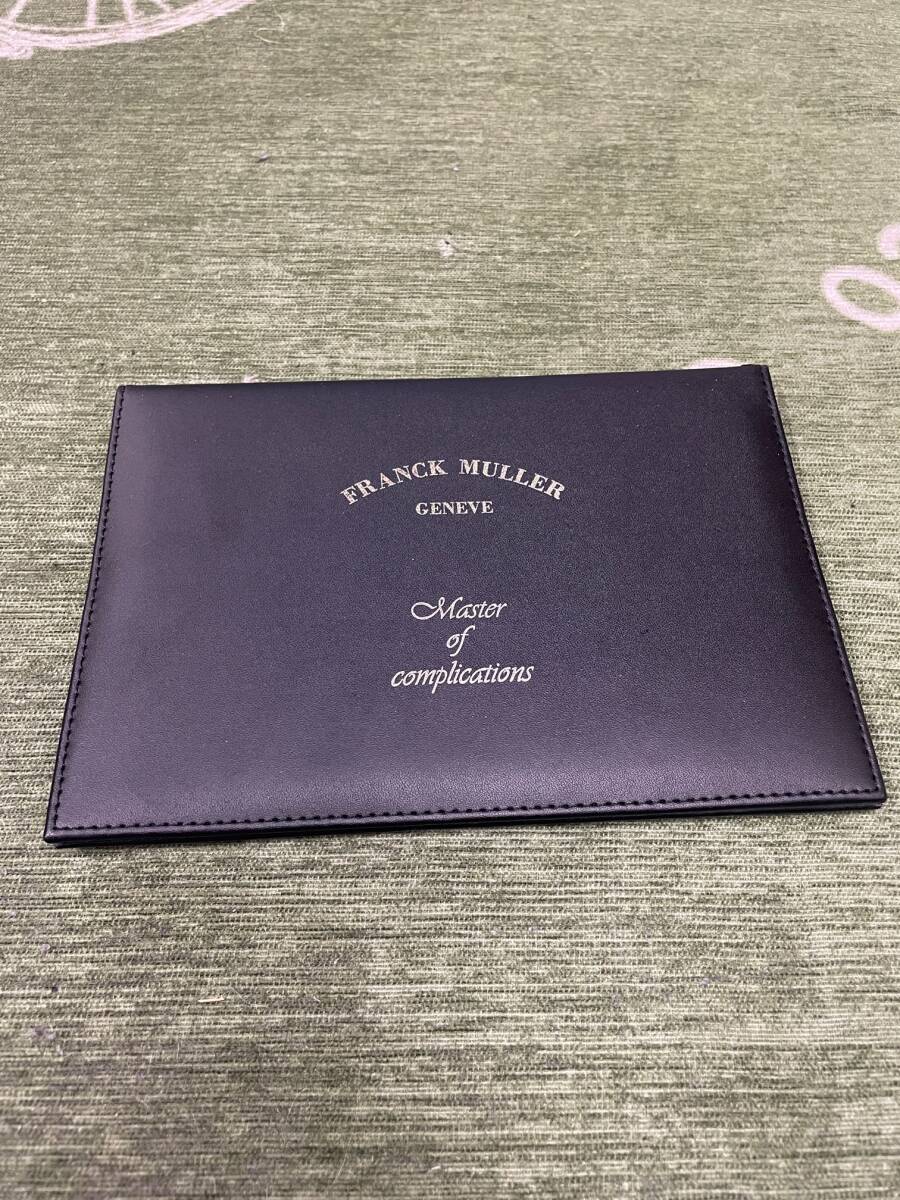 FRANCK MULLER
GENEVE
Master
of
complications